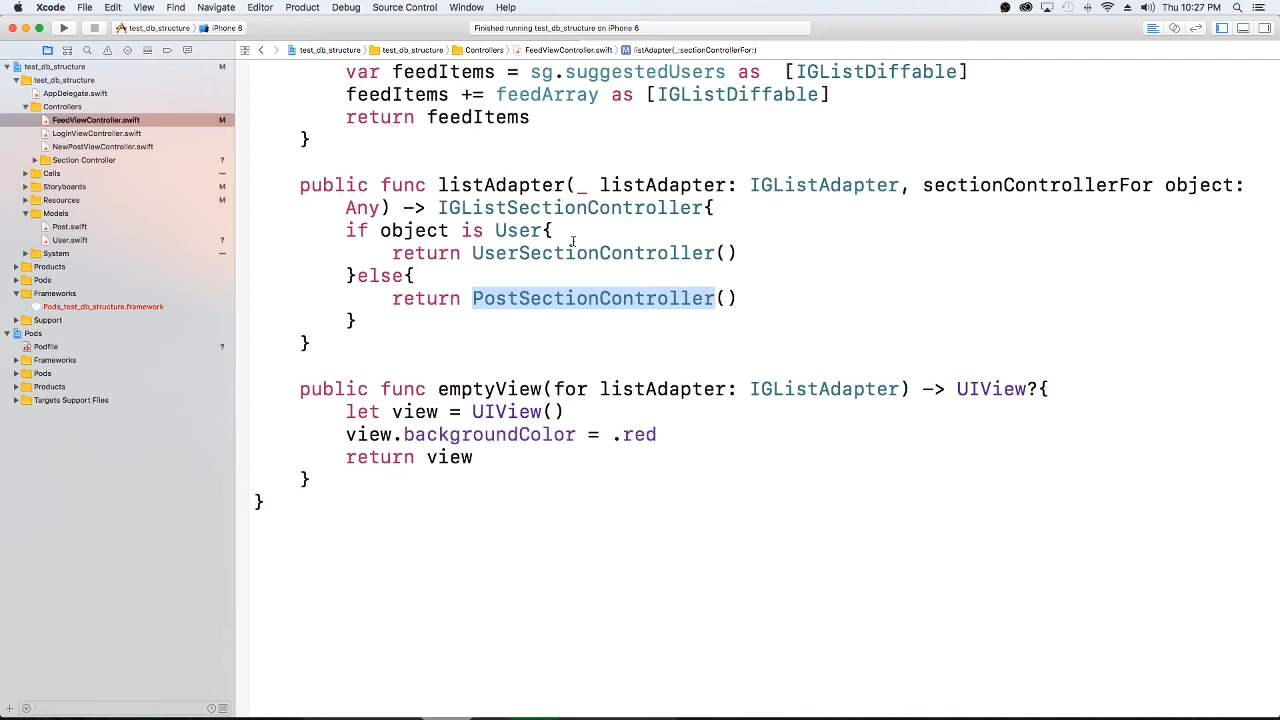 Xcode File Edit View Find Navigate Editor Product Debug Source Control Window Help Thu 10:27 PM
test_db_structure iPhone 6 Finished running test_db_structure on iPhone 6
test_db_structure test_db_structure Controllers FeedViewController.swift M listAdapter(_:sectionControllerFor:)
test_db_structure M
test_db_structure
AppDelegate.swift
Controllers
FeedViewController.swift M
LoginViewController.swift
NewPostViewController.swift
Section Controller ?
Cells
Storyboards
Resources
Models
Post.swift
User.swift
System
Products
Pods
Frameworks
Pods_test_db_structure.framework
Support
Pods
Podfile ?
Frameworks
Pods
Products
Targets Support Files
var feedItems = sg.suggestedUsers as [IGListDiffable]
feedItems += feedArray as [IGListDiffable]
return feedItems
}
public func listAdapter(_ listAdapter: IGListAdapter, sectionControllerFor object:
Any) -> IGListSectionController{
if object is User{
return UserSectionController()
}else{
return PostSectionController()
}
}
public func emptyView(for listAdapter: IGListAdapter) -> UIView?{
let view = UIView()
view.backgroundColor = .red
return view
}
}